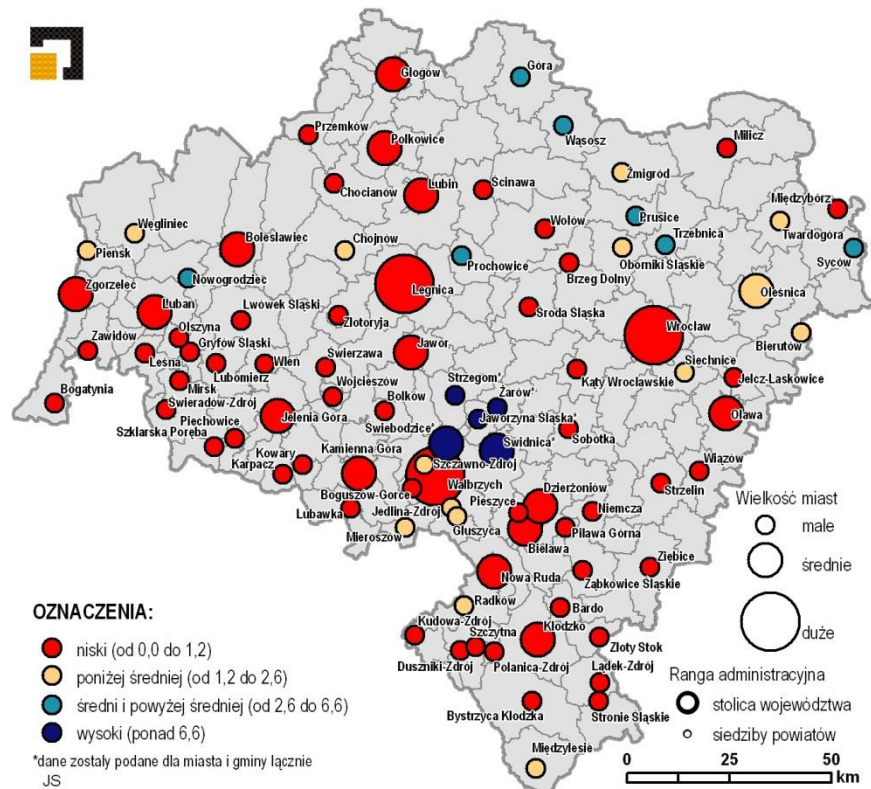 Głogów
Góra
Przemków
Polkowice
Wąsosz
Milicz
Chocianów
Lubin
Ścinawa
Żmigród
Międzybórz
Węgliniec
Bolesławiec
Chojnów
Wołów
Prusice
Trzebnica
Twardogóra
Pieńsk
Nowogrodziec
Prochowice
Brzeg Dolny
Oborniki Śląskie
Syców
Zgorzelec
Legnica
Oleśnica
Lubań
Lwówek Śląski
Złotoryja
Środa Śląska
Wrocław
Olszyna
Zawidów
Gryfów Śląski
Jawor
Siechnice
Bierutów
Leśna
Lubomierz
Wleń
Świerzawa
Strzegom*
Żarów*
Kąty Wrocławskie
Jelcz-Laskowice
Mirsk
Wojcieszów
Bogatynia
Świeradów-Zdrój
Bolków
Jaworzyna Śląska*
Oława
Piechowice
Jelenia Góra
Świebodzice*
Świdnica*
Sobótka
Szklarska Poręba
Kowary
Kamienna Góra
Szczawno-Zdrój
Wiązów
Karpacz
Wałbrzych
Dzierżoniów
Strzelin
Boguszów-Gorce
Pieszyce
Niemcza
Lubawka
Jedlina-Zdrój
Głuszyca
Piława Górna
Mieroszów
Bielawa
Ziębice
Nowa Ruda
Ząbkowice Śląskie
Radków
Bardo
Kudowa-Zdrój
Szczytna
Kłodzko
Złoty Stok
Duszniki-Zdrój
Polanica-Zdrój
Lądek-Zdrój
Bystrzyca Kłodzka
Stronie Śląskie
Międzylesie
Wielkość miast
małe
średnie
duże
Ranga administracyjna
stolica województwa
siedziby powiatów
0 25 50
km
OZNACZENIA:
niski (od 0,0 do 1,2)
poniżej średniej (od 1,2 do 2,6)
średni i powyżej średniej (od 2,6 do 6,6)
wysoki (ponad 6,6)
*dane zostały podane dla miasta i gminy łącznie
JS